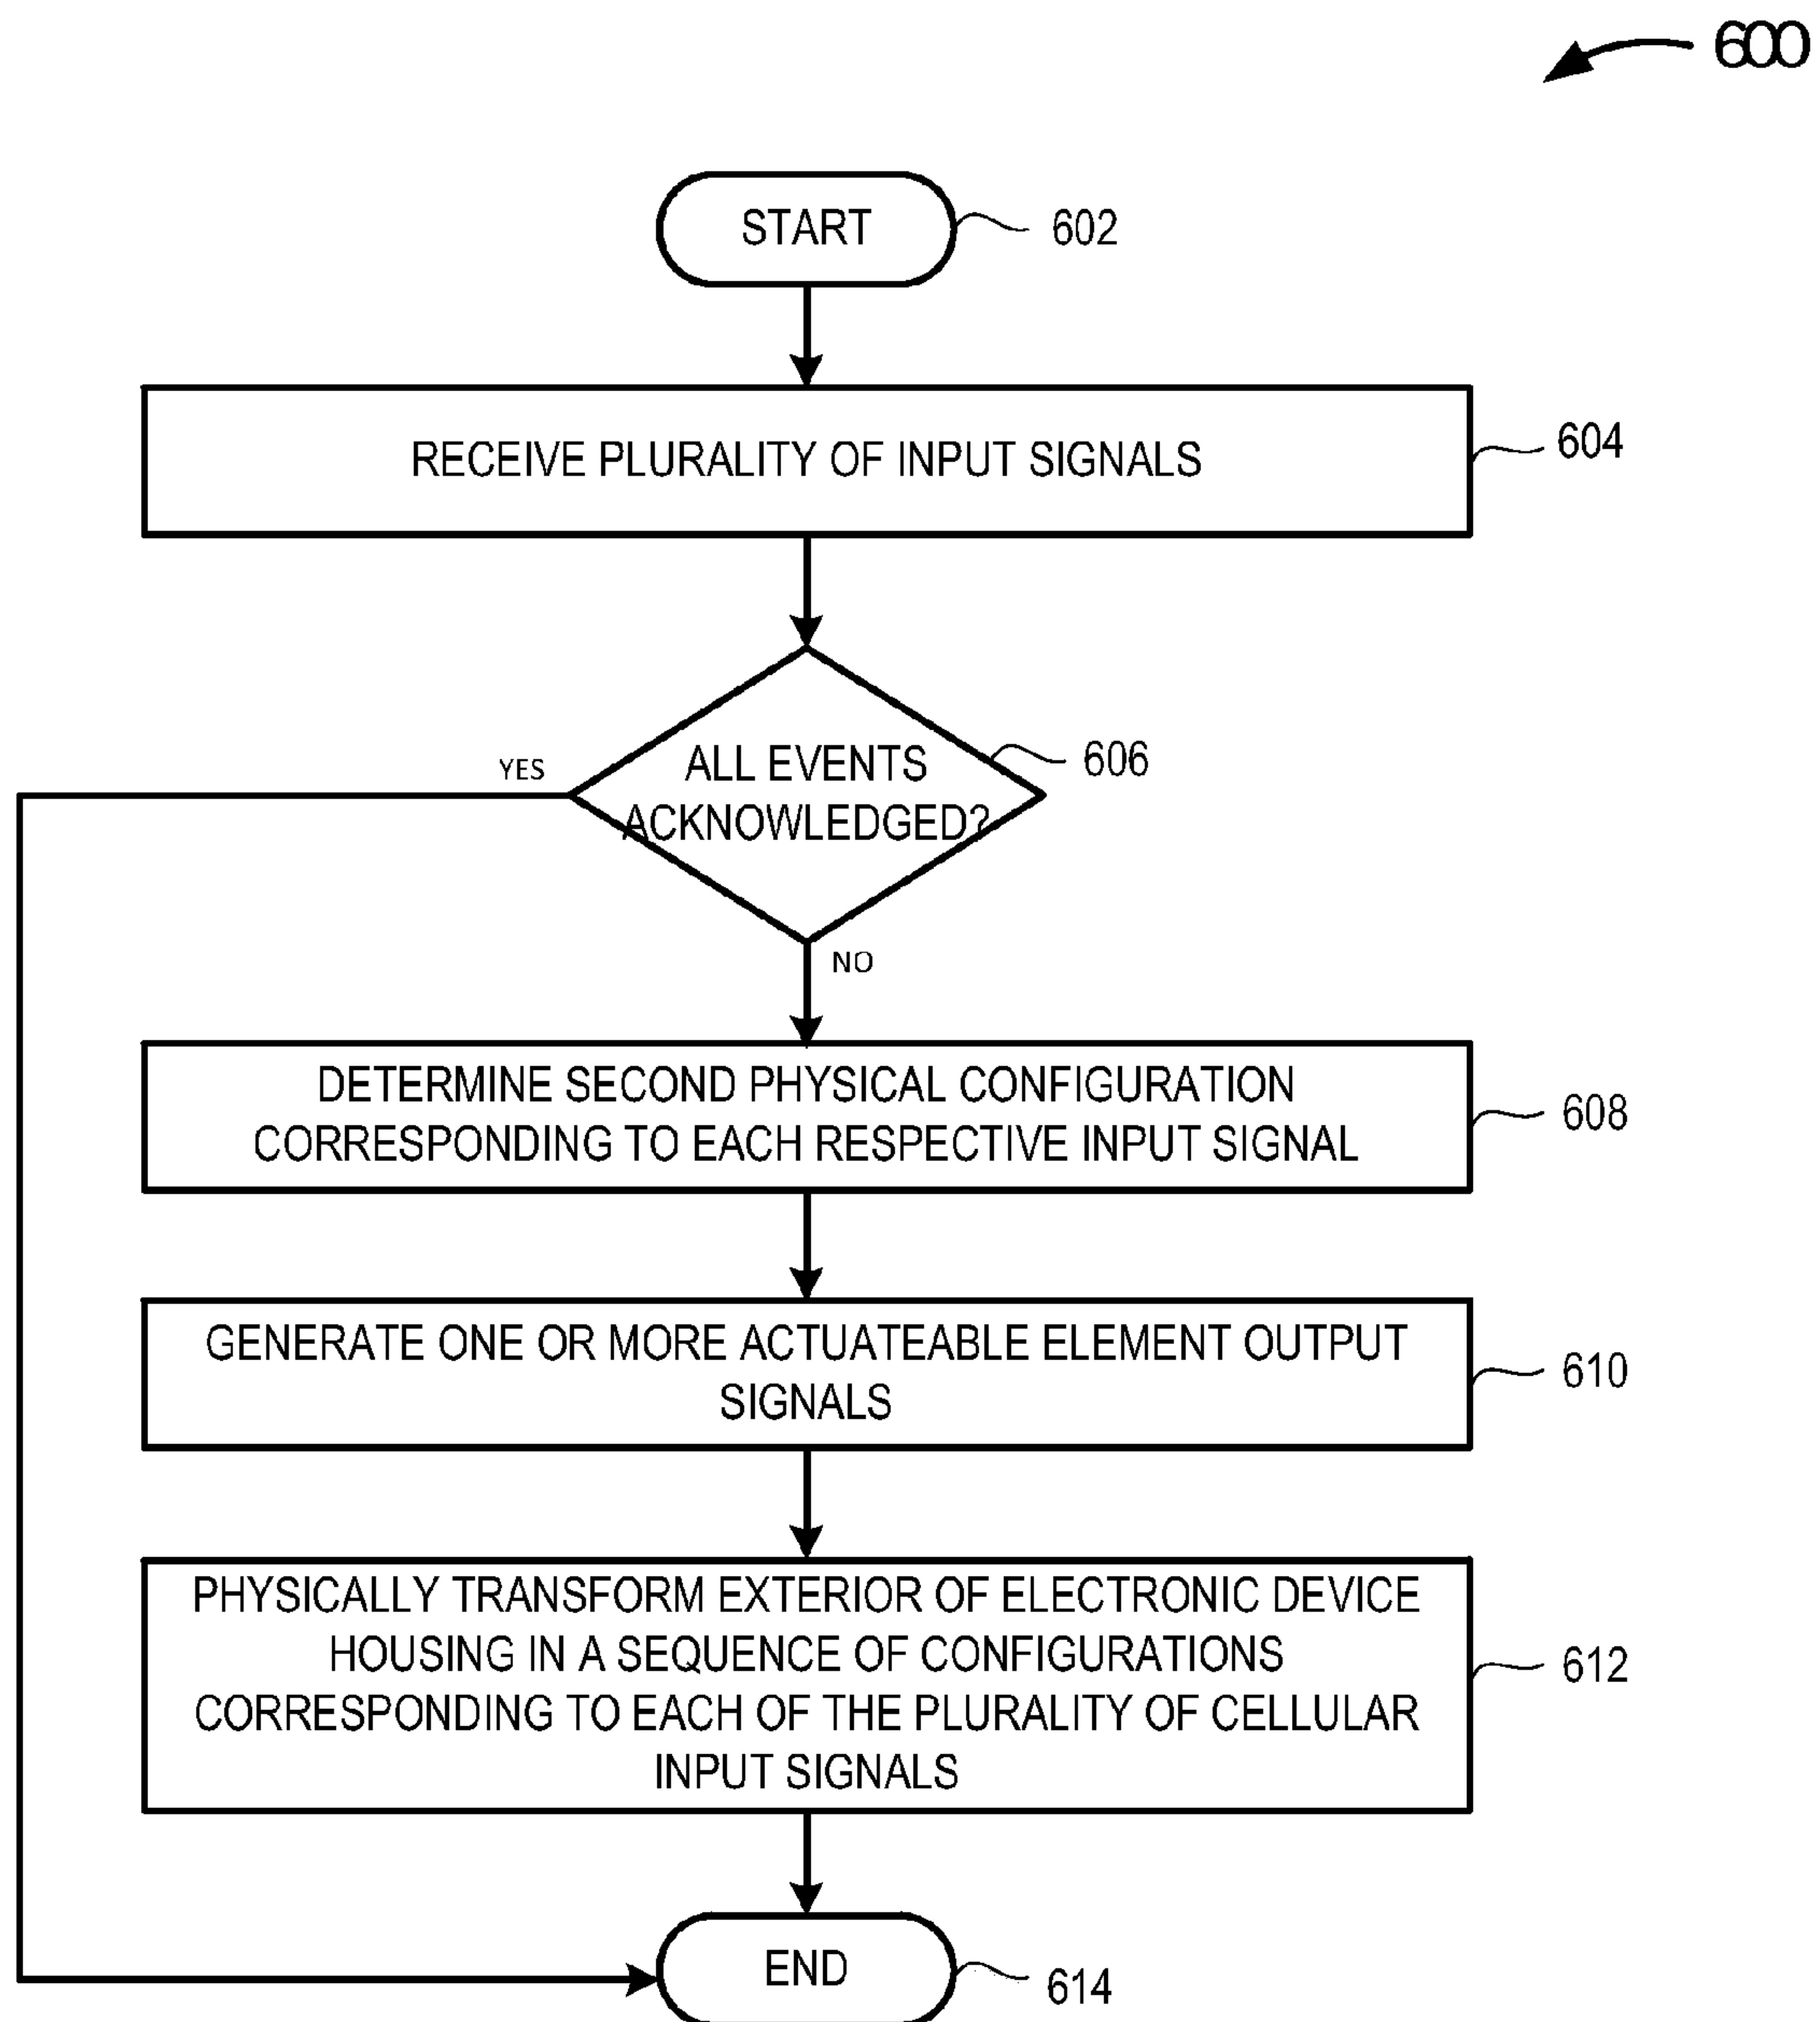 600
START
602
RECEIVE PLURALITY OF INPUT SIGNALS
604
ALL EVENTS
ACKNOWLEDGED?
606
YES
NO
DETERMINE SECOND PHYSICAL CONFIGURATION
CORRESPONDING TO EACH RESPECTIVE INPUT SIGNAL
608
GENERATE ONE OR MORE ACTUATEABLE ELEMENT OUTPUT
SIGNALS
610
PHYSICALLY TRANSFORM EXTERIOR OF ELECTRONIC DEVICE
HOUSING IN A SEQUENCE OF CONFIGURATIONS
CORRESPONDING TO EACH OF THE PLURALITY OF CELLULAR
INPUT SIGNALS
612
END
614